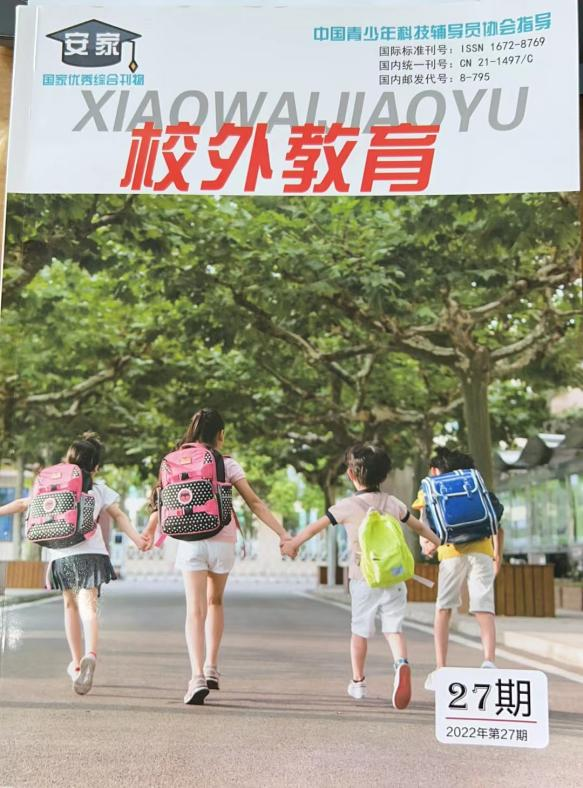 安家
国家优秀综合刊物
中国青少年科技辅导员协会指导
国际标准刊号：ISSN 1672-8769
国内统一刊号：CN 21-1497/G
国内邮发代号：8-795
XIAOWAIJIAOYU
校外教育
27期
2022年第27期